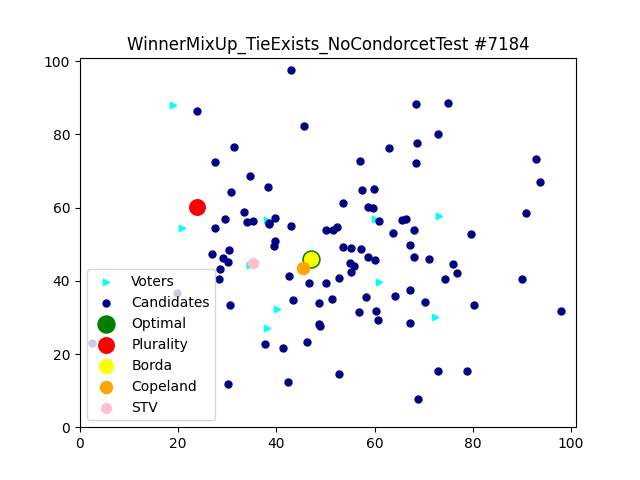 WinnerMixUp_TieExists_NoCondorcetTest #7184
100
80
60
40
20
0
Voters
Candidates
Optimal
Plurality
Borda
Copeland
STV
0 20 40 60 80 100